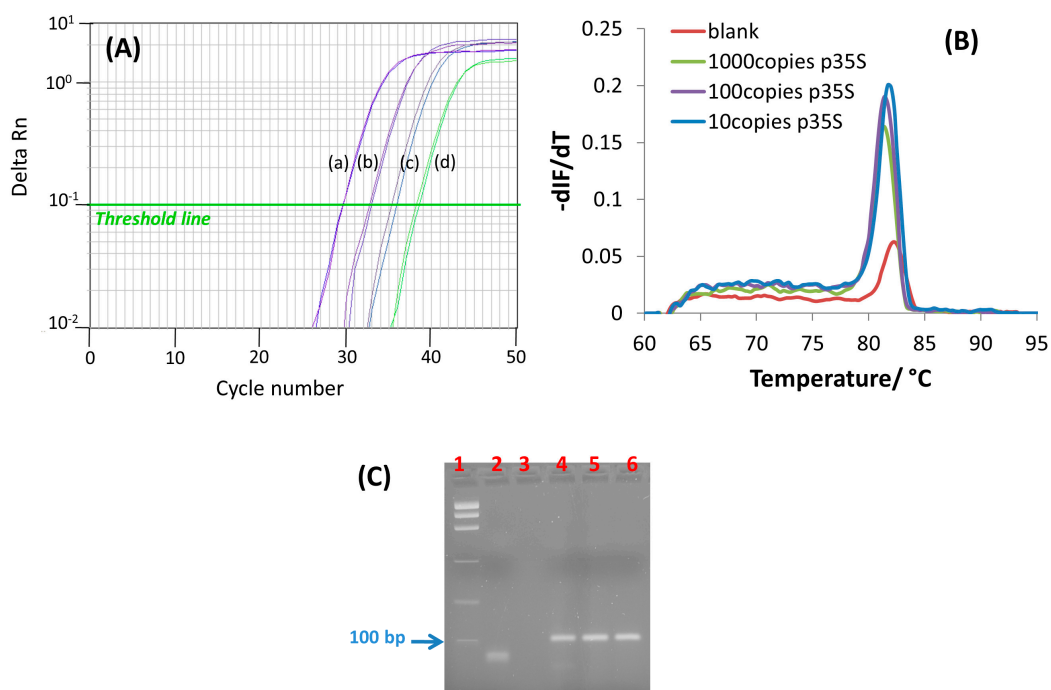 (A)
Delta Rn
10¹
10⁰
10⁻¹
10⁻²
(a) (b) (c) (d)
Threshold line
0 10 20 30 40 50
Cycle number
(B)
blank
1000copies p35S
100copies p35S
10copies p35S
-dIF/dT
0.25
0.2
0.15
0.1
0.05
0
60 65 70 75 80 85 90 95
Temperature/ °C
(C)
1 2 3 4 5 6
100 bp